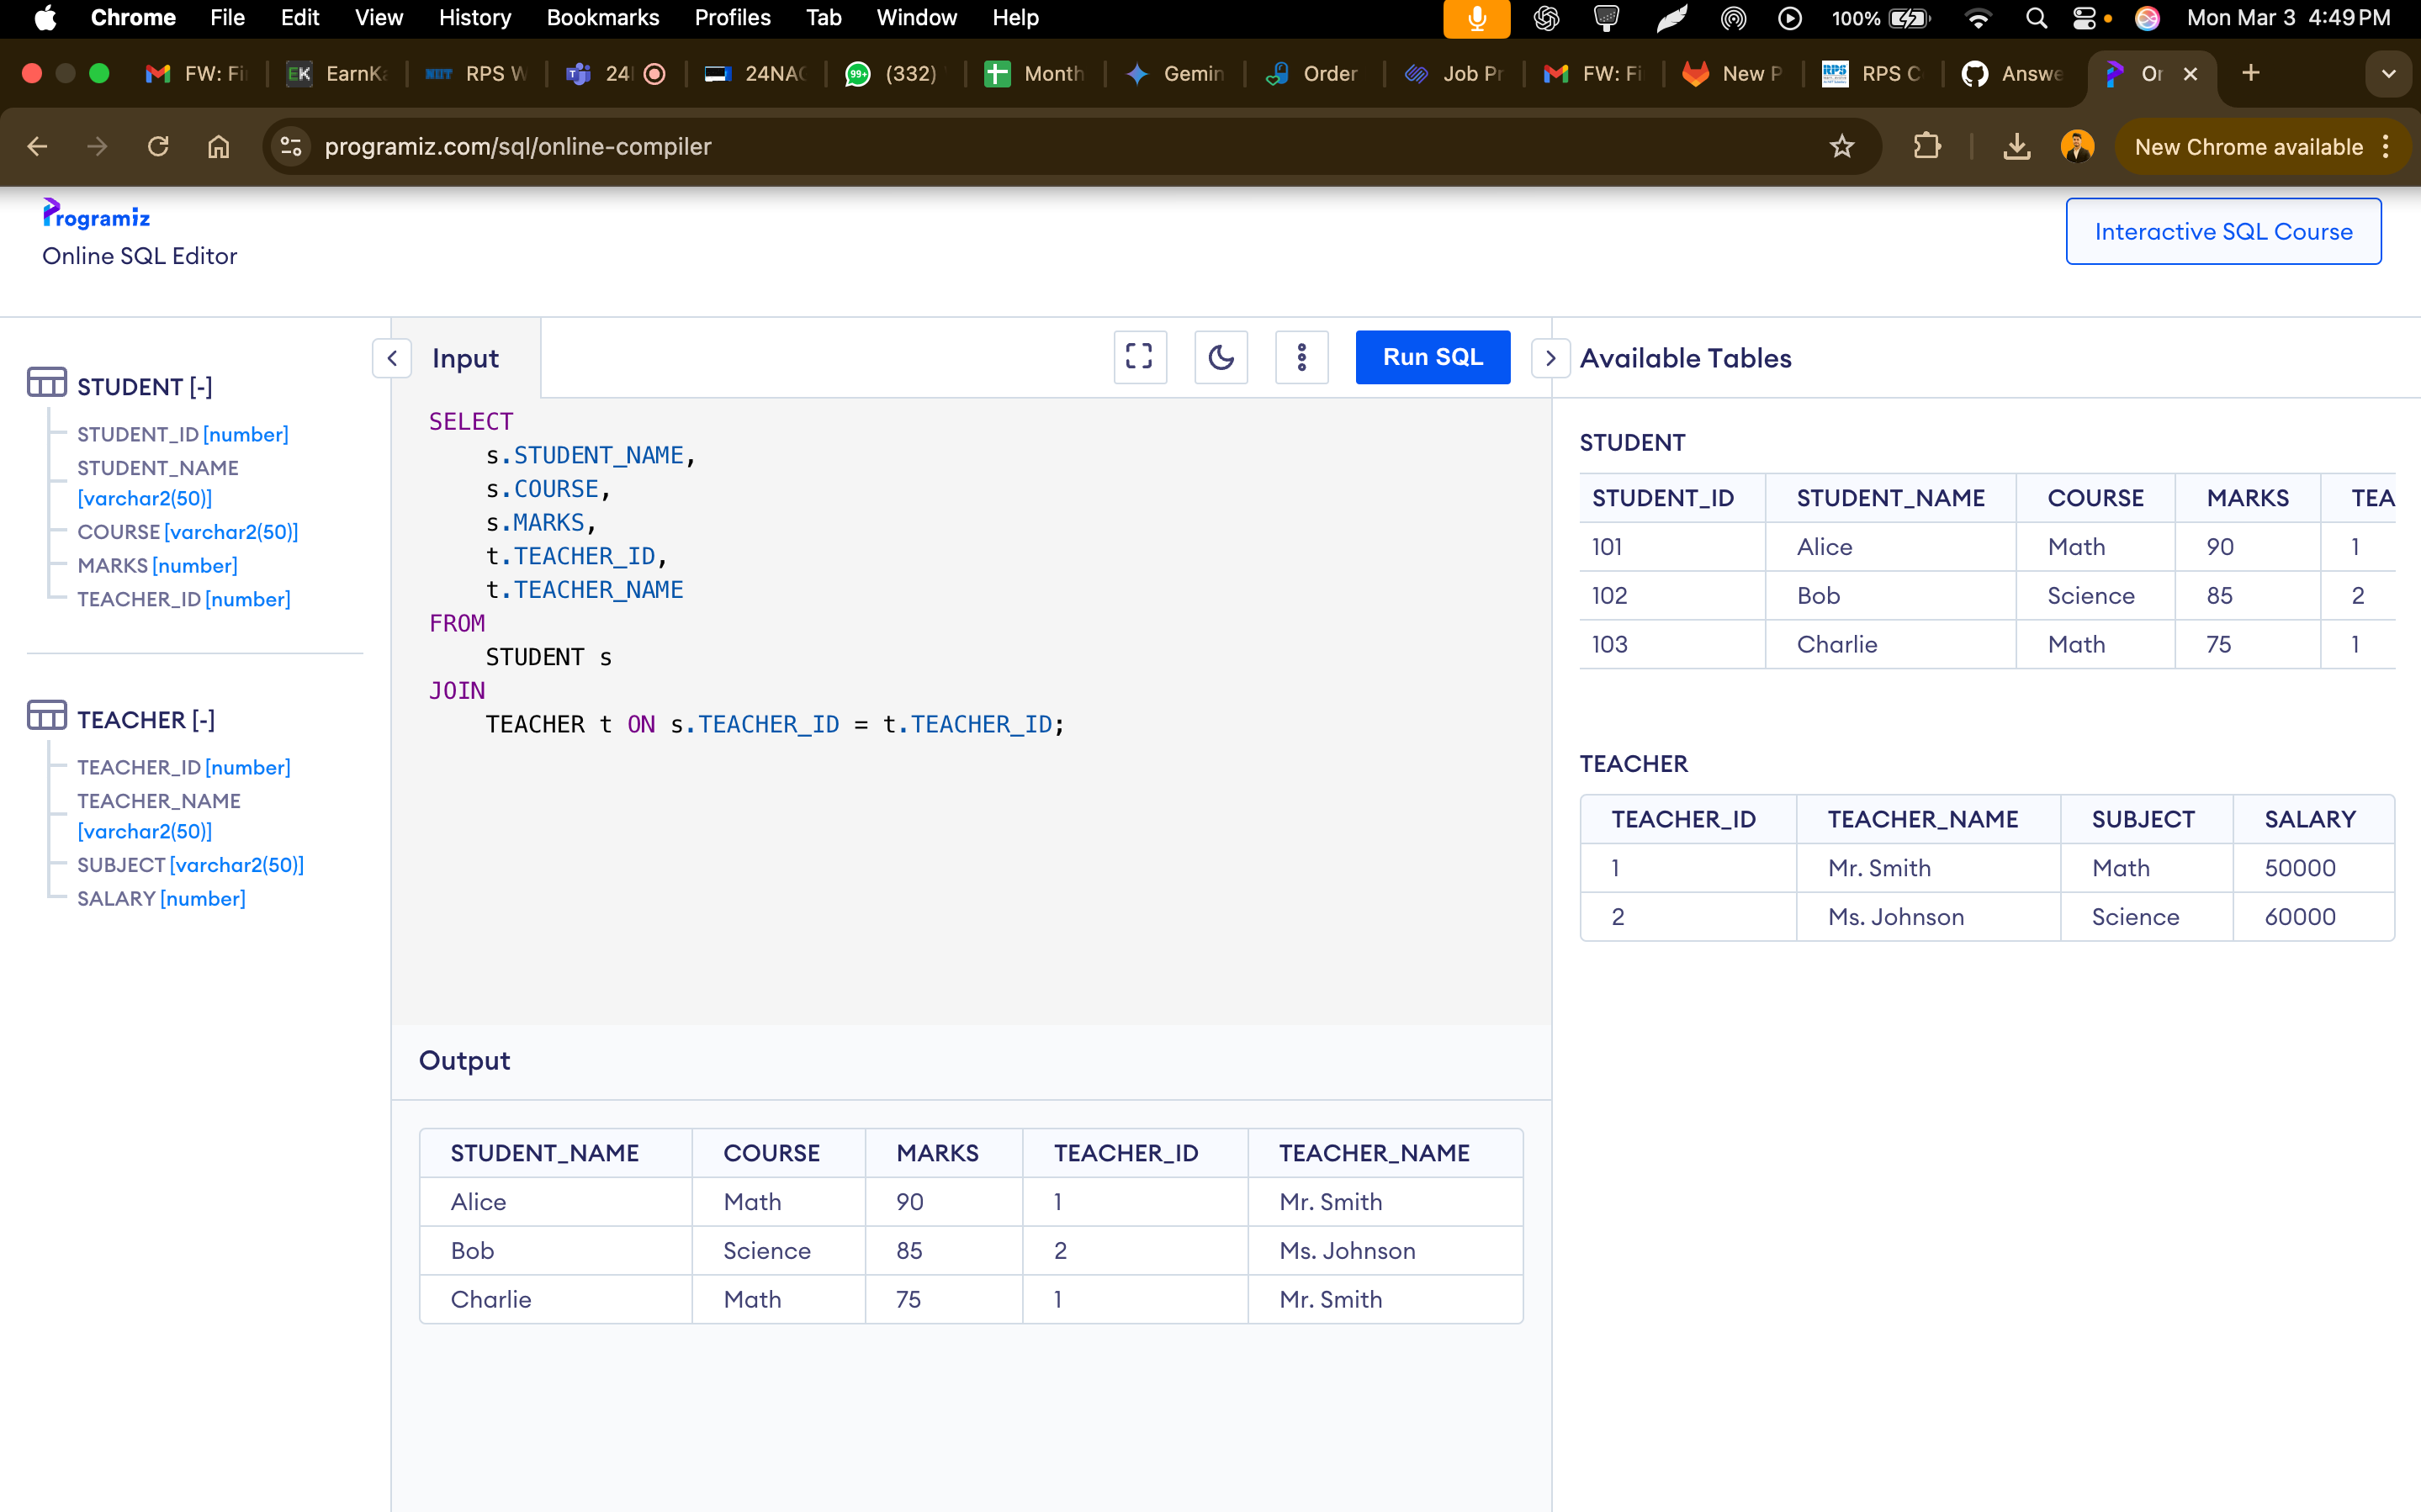 Chrome File Edit View History Bookmarks Profiles Tab Window Help 100% Mon Mar 3 4:49 PM
FW: Fi EK EarnKa NIIT RPS W 24 24NAC 99+ (332) Month Gemin Order Job Pr FW: Fi New P RPS RPS C Answe Or
programiz.com/sql/online-compiler New Chrome available
Programiz
Online SQL Editor
Interactive SQL Course
STUDENT [-]
STUDENT_ID [number]
STUDENT_NAME
[varchar2(50)]
COURSE [varchar2(50)]
MARKS [number]
TEACHER_ID [number]
TEACHER [-]
TEACHER_ID [number]
TEACHER_NAME
[varchar2(50)]
SUBJECT [varchar2(50)]
SALARY [number]
Input Run SQL
SELECT
s.STUDENT_NAME,
s.COURSE,
s.MARKS,
t.TEACHER_ID,
t.TEACHER_NAME
FROM
STUDENT s
JOIN
TEACHER t ON s.TEACHER_ID = t.TEACHER_ID;
Output
STUDENT_NAME COURSE MARKS TEACHER_ID TEACHER_NAME
Alice Math 90 1 Mr. Smith
Bob Science 85 2 Ms. Johnson
Charlie Math 75 1 Mr. Smith
Available Tables
STUDENT
STUDENT_ID STUDENT_NAME COURSE MARKS TEA
101 Alice Math 90 1
102 Bob Science 85 2
103 Charlie Math 75 1
TEACHER
TEACHER_ID TEACHER_NAME SUBJECT SALARY
1 Mr. Smith Math 50000
2 Ms. Johnson Science 60000